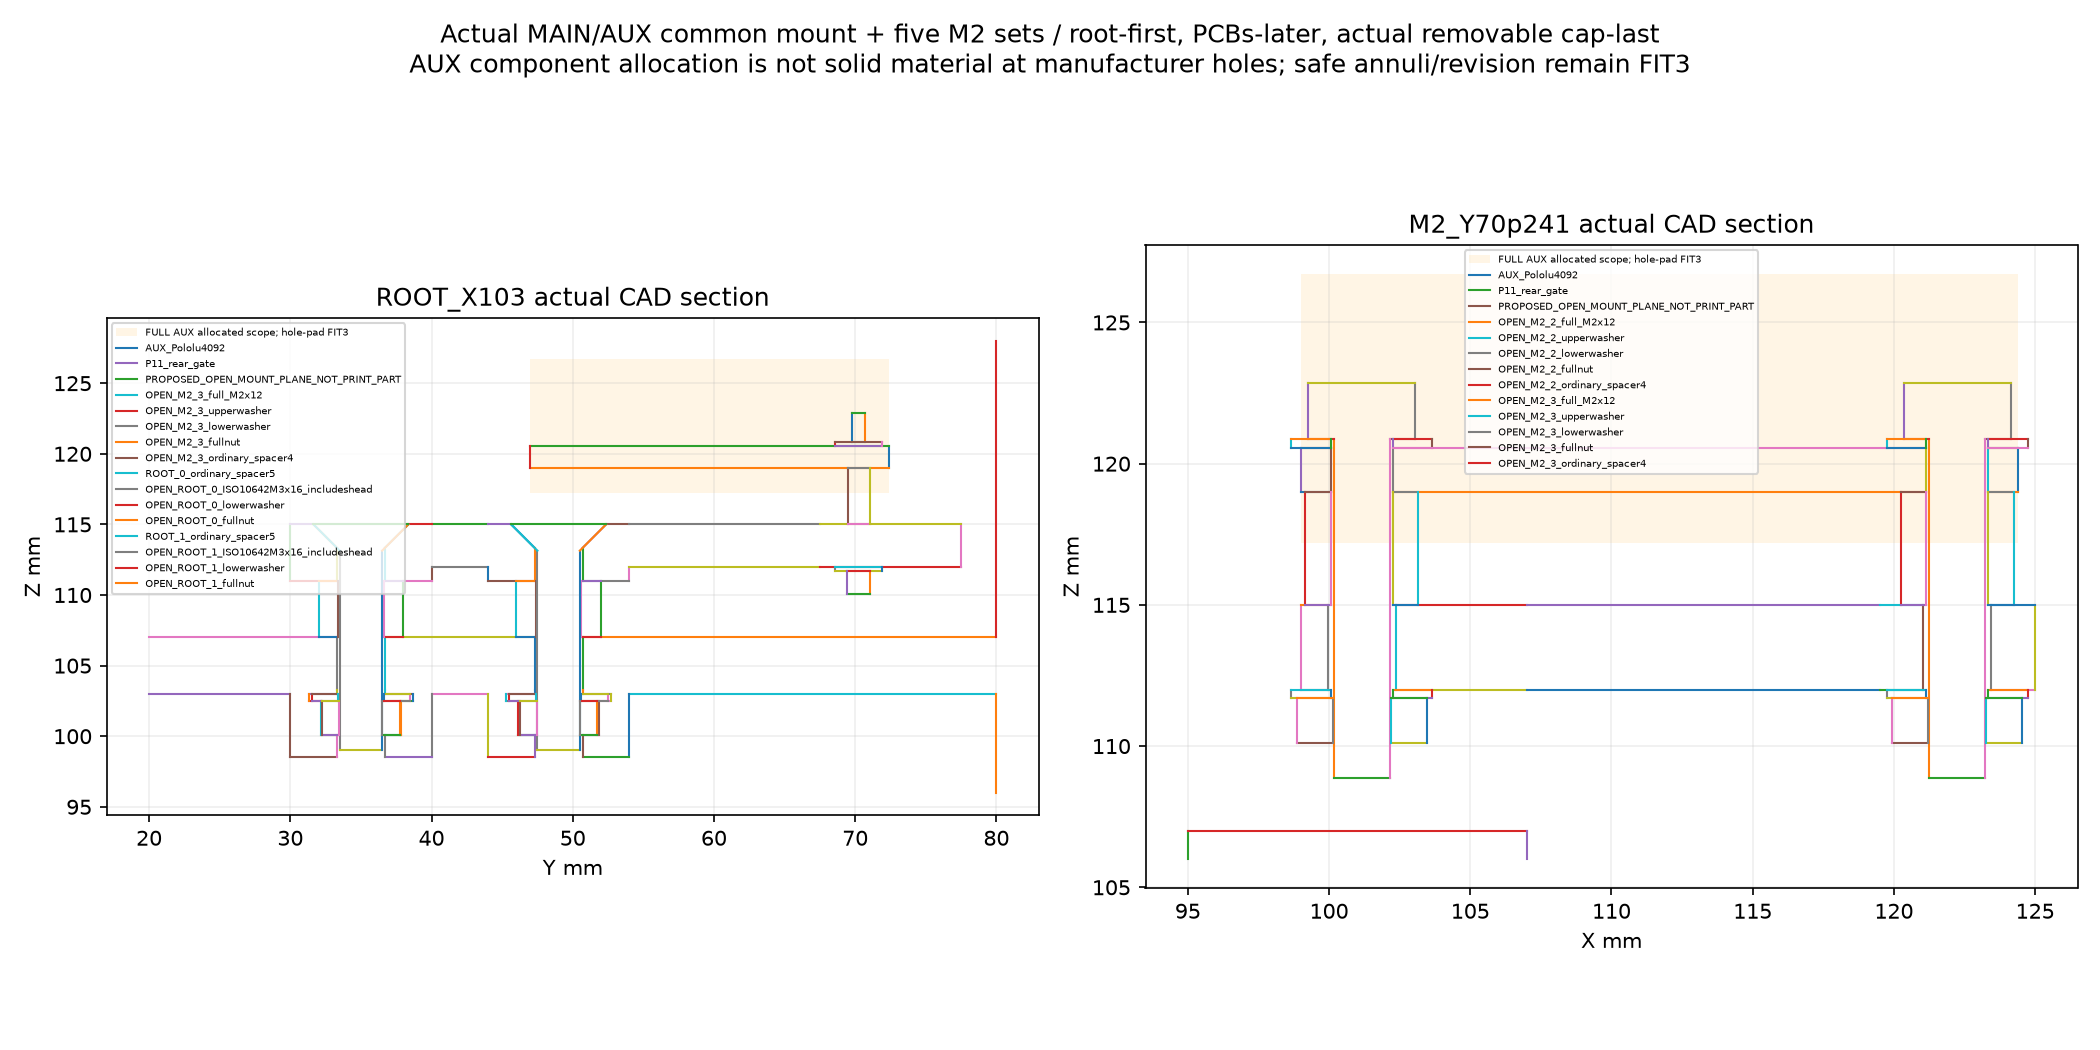 Actual MAIN/AUX common mount + five M2 sets / root-first, PCBs-later, actual removable cap-last
AUX component allocation is not solid material at manufacturer holes; safe annuli/revision remain FIT3
ROOT_X103 actual CAD section
FULL AUX allocated scope; hole-pad FIT3
AUX_Pololu4092
P11_rear_gate
PROPOSED_OPEN_MOUNT_PLANE_NOT_PRINT_PART
OPEN_M2_3_full_M2x12
OPEN_M2_3_upperwasher
OPEN_M2_3_lowerwasher
OPEN_M2_3_fullnut
OPEN_M2_3_ordinary_spacer4
ROOT_0_ordinary_spacer5
OPEN_ROOT_0_ISO10642M3x16_includeshead
OPEN_ROOT_0_lowerwasher
OPEN_ROOT_0_fullnut
ROOT_1_ordinary_spacer5
OPEN_ROOT_1_ISO10642M3x16_includeshead
OPEN_ROOT_1_lowerwasher
OPEN_ROOT_1_fullnut
125
120
115
110
105
100
95
Z mm
20 30 40 50 60 70 80
Y mm
M2_Y70p241 actual CAD section
FULL AUX allocated scope; hole-pad FIT3
AUX_Pololu4092
P11_rear_gate
PROPOSED_OPEN_MOUNT_PLANE_NOT_PRINT_PART
OPEN_M2_2_full_M2x12
OPEN_M2_2_upperwasher
OPEN_M2_2_lowerwasher
OPEN_M2_2_fullnut
OPEN_M2_2_ordinary_spacer4
OPEN_M2_3_full_M2x12
OPEN_M2_3_upperwasher
OPEN_M2_3_lowerwasher
OPEN_M2_3_fullnut
OPEN_M2_3_ordinary_spacer4
125
120
115
110
105
Z mm
95 100 105 110 115 120 125
X mm